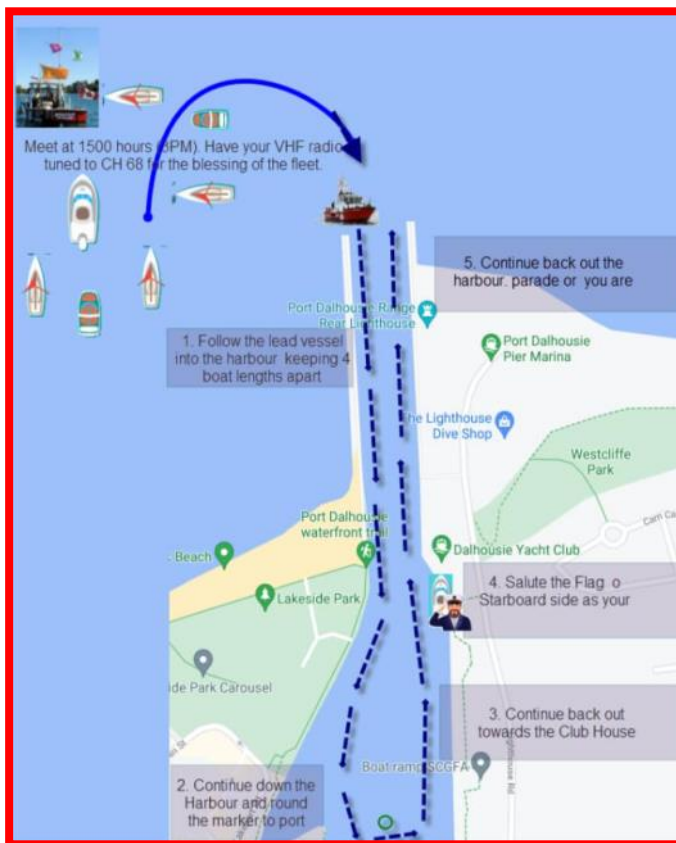 Meet at 1500 hours (3PM). Have your VHF radio
tuned to CH 68 for the blessing of the fleet.
5. Continue back out the
harbour. parade or you are
Port Dalhousie Range
Rear Lighthouse
Port Dalhousie
Pier Marina
1. Follow the lead vessel
into the harbour keeping 4
boat lengths apart
The Lighthouse
Dive Shop
Westcliffe
Park
Port Dalhousie
waterfront trail
Beach
Dalhousie Yacht Club
4. Salute the Flag o
Starboard side as your
Lakeside Park
ide Park Carousel
3. Continue back out
towards the Club House
Boat ramp SCGFA
2. Continue down the
Harbour and round
the marker to port